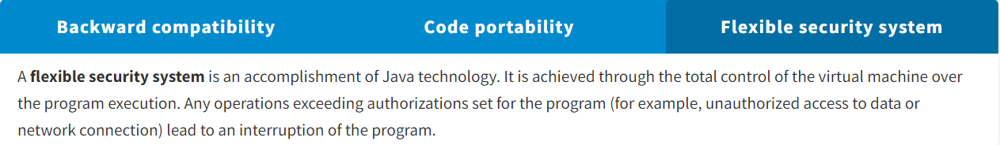 Backward compatibility
Code portability
Flexible security system
A flexible security system is an accomplishment of Java technology. It is achieved through the total control of the virtual machine over
the program execution. Any operations exceeding authorizations set for the program (for example, unauthorized access to data or
network connection) lead to an interruption of the program.